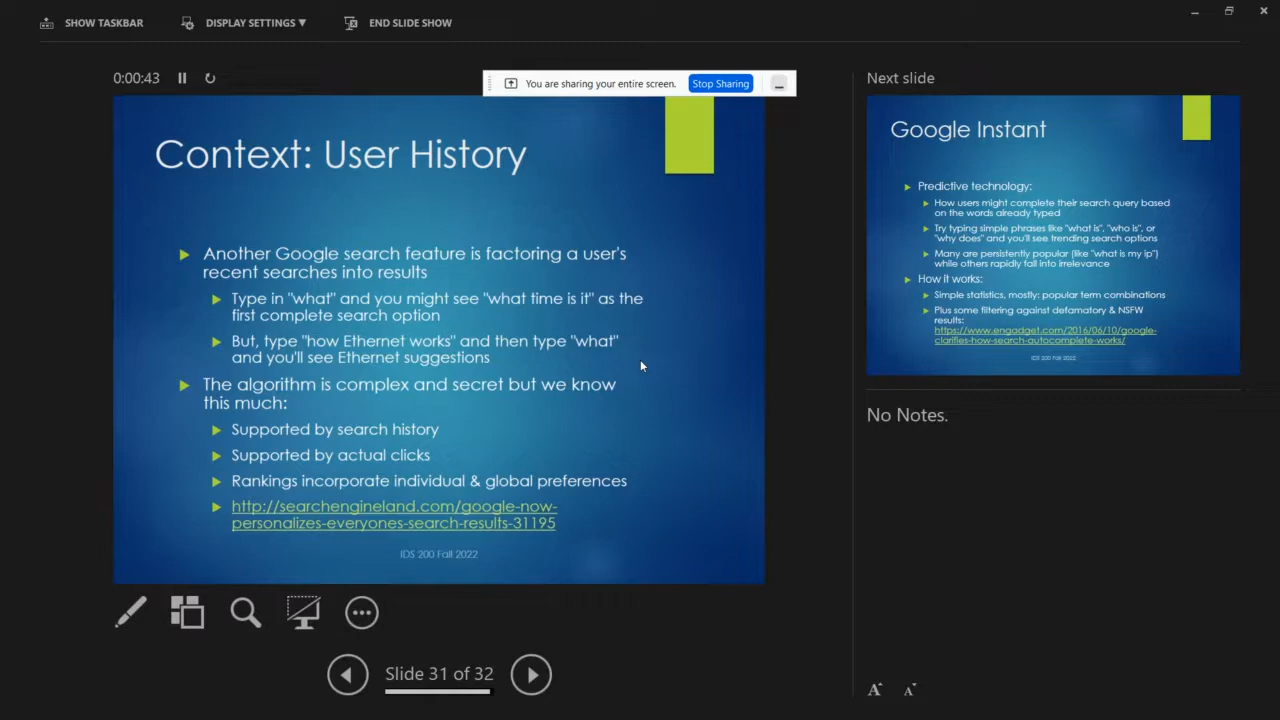 SHOW TASKBAR
DISPLAY SETTINGS ▼
END SLIDE SHOW
0:00:43
You are sharing your entire screen.
Stop Sharing
Context: User History
Another Google search feature is factoring a user's
recent searches into results
Type in "what" and you might see "what time is it" as the
first complete search option
But, type "how Ethernet works" and then type "what"
and you'll see Ethernet suggestions
The algorithm is complex and secret but we know
this much:
Supported by search history
Supported by actual clicks
Rankings incorporate individual & global preferences
http://searchengineland.com/google-now-
personalizes-everyones-search-results-31195
IDS 200 Fall 2022
Slide 31 of 32
Next slide
Google Instant
Predictive technology:
How users might complete their search query based
on the words already typed
Try typing simple phrases like "what is", "who is", or
"why does" and you'll see trending search options
Many are persistently popular (like "what is my ip")
while others rapidly fall into irrelevance
How it works:
Simple statistics, mostly: popular term combinations
Plus some filtering against defamatory & NSFW
results:
https://www.engadget.com/2016/06/10/google-
clarifies-how-search-autocomplete-works/
IDS 200 Fall 2022
No Notes.
A A